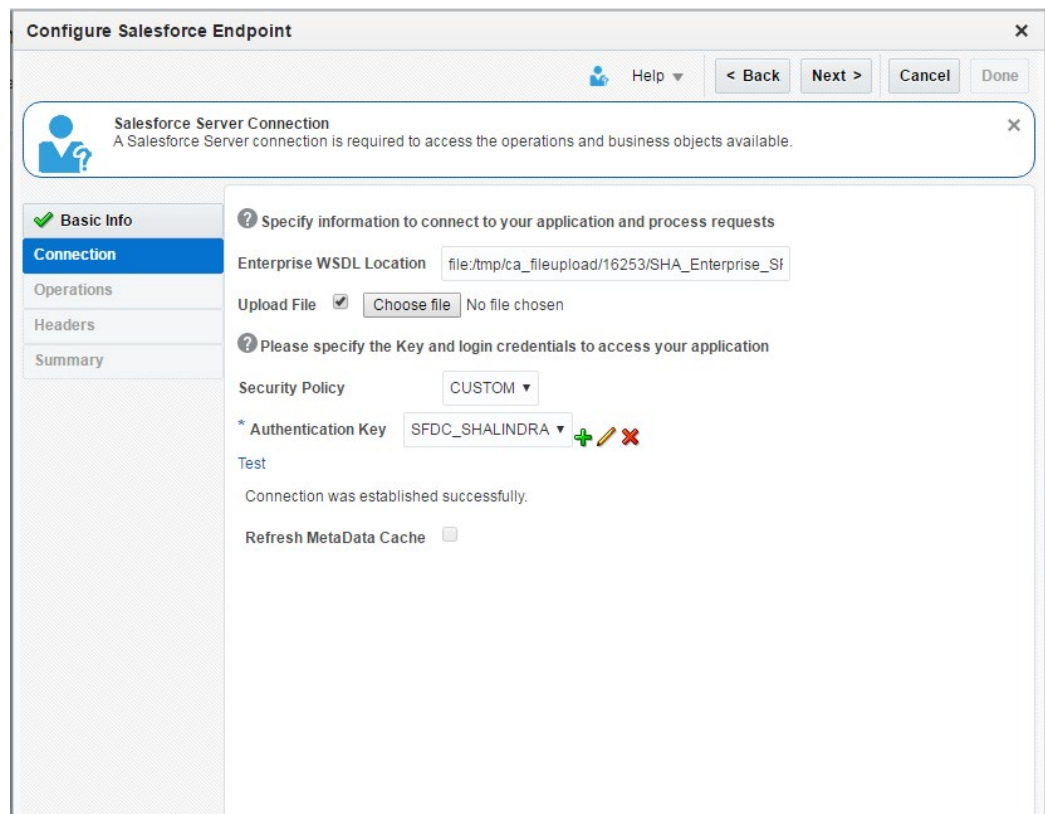 Configure Salesforce Endpoint
Help < Back Next > Cancel Done
Salesforce Server Connection
A Salesforce Server connection is required to access the operations and business objects available.
Basic Info
Connection
Operations
Headers
Summary
Specify information to connect to your application and process requests
Enterprise WSDL Location file:/tmp/ca_fileupload/16253/SHA_Enterprise_SF
Upload File Choose file No file chosen
Please specify the Key and login credentials to access your application
Security Policy CUSTOM
* Authentication Key SFDC_SHALINDRA
Test
Connection was established successfully.
Refresh MetaData Cache